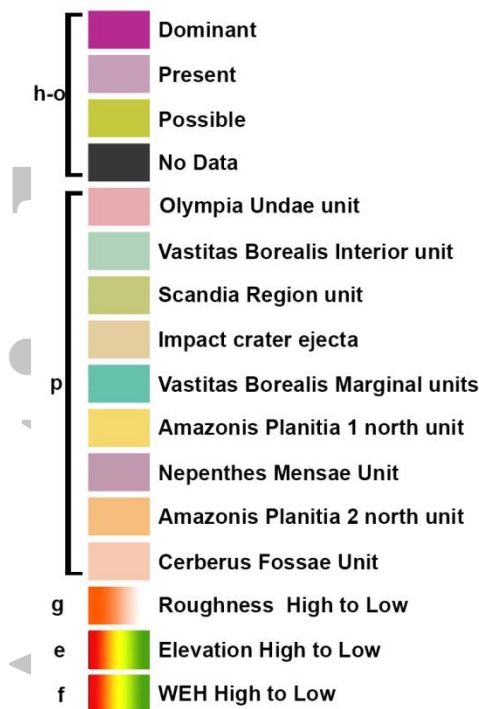 Dominant
Present
h-o
Possible
No Data
Olympia Undae unit
Vastitas Borealis Interior unit
Scandia Region unit
Impact crater ejecta
p
Vastitas Borealis Marginal units
Amazonis Planitia 1 north unit
Nepenthes Mensae Unit
Amazonis Planitia 2 north unit
Cerberus Fossae Unit
g Roughness High to Low
e Elevation High to Low
f WEH High to Low